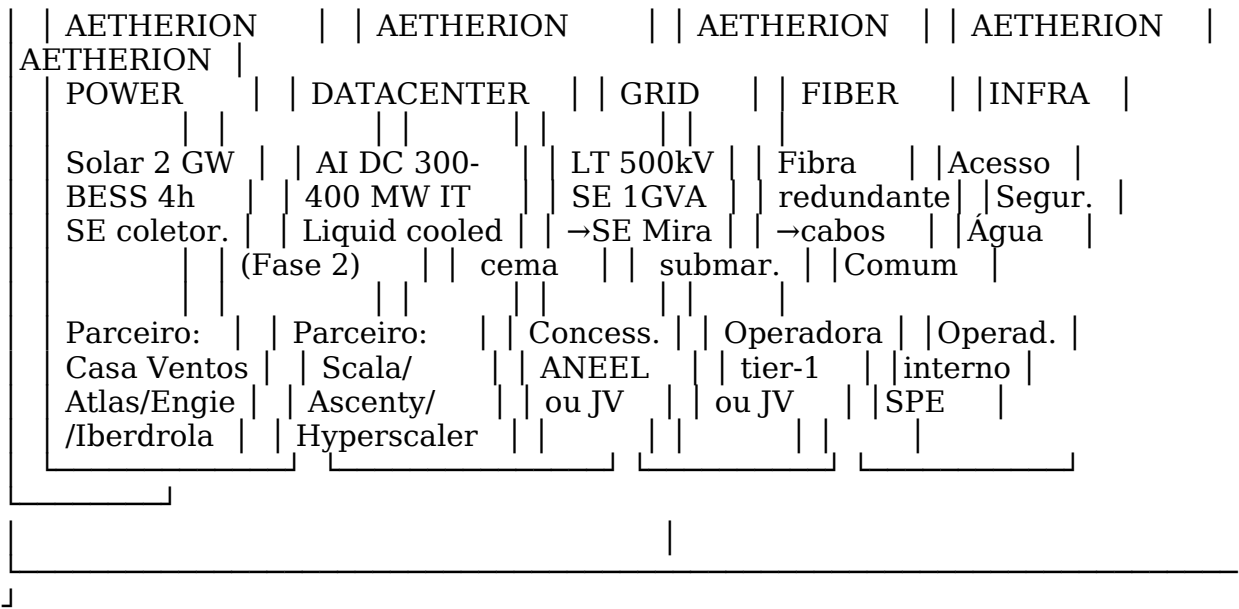 │ │ AETHERION │ │ AETHERION │ │ AETHERION │ │ AETHERION │
│AETHERION │
│ │ POWER │ │ DATACENTER │ │ GRID │ │ FIBER │ │INFRA │
│ │ │ │ │ │ │ │ │ │ │
│ │ Solar 2 GW │ │ AI DC 300- │ │ LT 500kV │ │ Fibra │ │Acesso │
│ │ BESS 4h │ │ 400 MW IT │ │ SE 1GVA │ │ redundante│ │Segur. │
│ │ SE coletor. │ │ Liquid cooled │ │ →SE Mira │ │ →cabos │ │Água │
│ │ │ │ (Fase 2) │ │ cema │ │ submar. │ │Comum │
│ │ │ │ │ │ │ │ │ │ │
│ │ Parceiro: │ │ Parceiro: │ │ Concess. │ │ Operadora │ │Operad. │
│ │ Casa Ventos │ │ Scala/ │ │ ANEEL │ │ tier-1 │ │interno │
│ │ Atlas/Engie │ │ Ascenty/ │ │ ou JV │ │ ou JV │ │SPE │
│ │ /Iberdrola │ │ Hyperscaler │ │ │ │ │ │ │